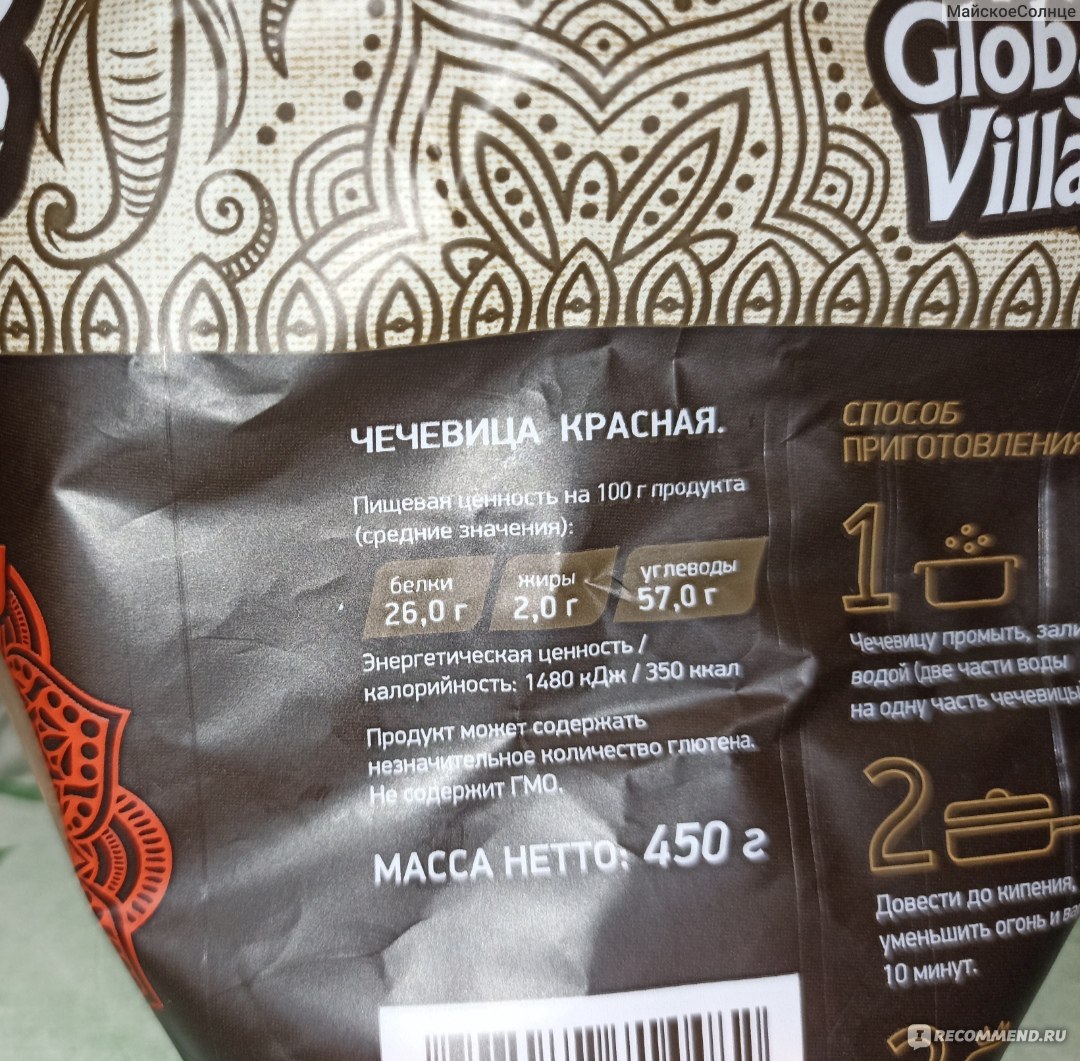 МайскоеСолнце
Glob
Villa
ЧЕЧЕВИЦА КРАСНАЯ.
Пищевая ценность на 100 г продукта
(средние значения):
белки
26,0 г
жиры
2,0 г
углеводы
57,0 г
Энергетическая ценность /
калорийность: 1480 кДж / 350 ккал
Продукт может содержать
незначительное количество глютена.
Не содержит ГМО.
МАССА НЕТТО: 450 г
СПОСОБ
ПРИГОТОВЛЕНИЯ
1
Чечевицу промыть, зали
водой (две части воды
на одну часть чечевицы)
2
Довести до кипения,
уменьшить огонь и ва
10 минут.
IRECOMMEND.RU